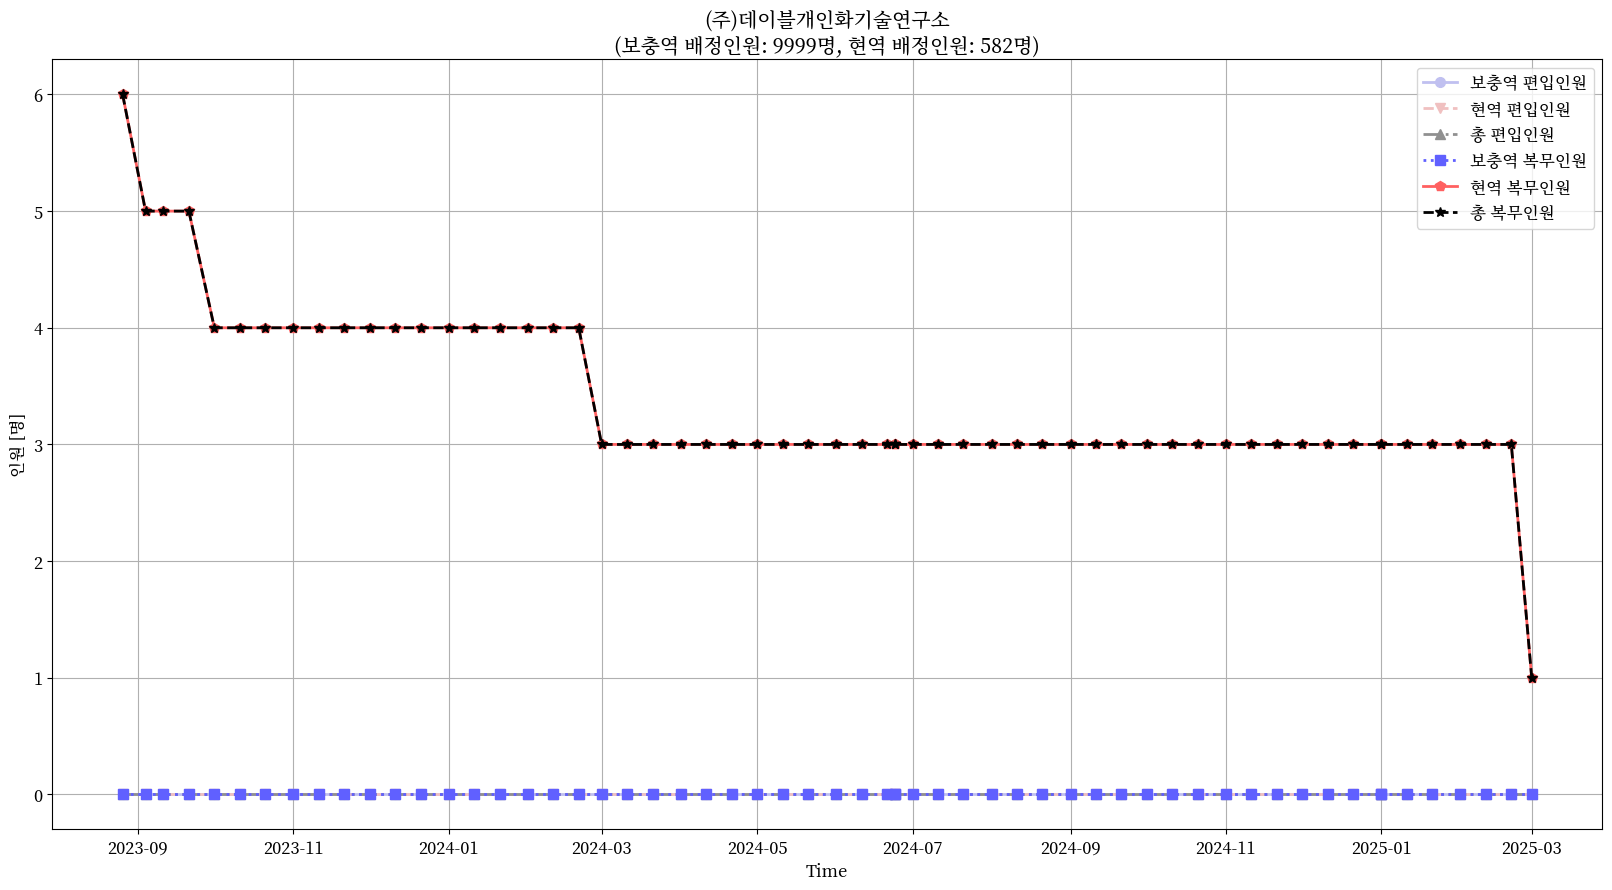 (주)데이블개인화기술연구소
(보충역 배정인원: 9999명, 현역 배정인원: 582명)
보충역 편입인원
현역 편입인원
총 편입인원
보충역 복무인원
현역 복무인원
총 복무인원
인원 [명]
6
5
4
3
2
1
0
2023-09
2023-11
2024-01
2024-03
2024-05
2024-07
2024-09
2024-11
2025-01
2025-03
Time